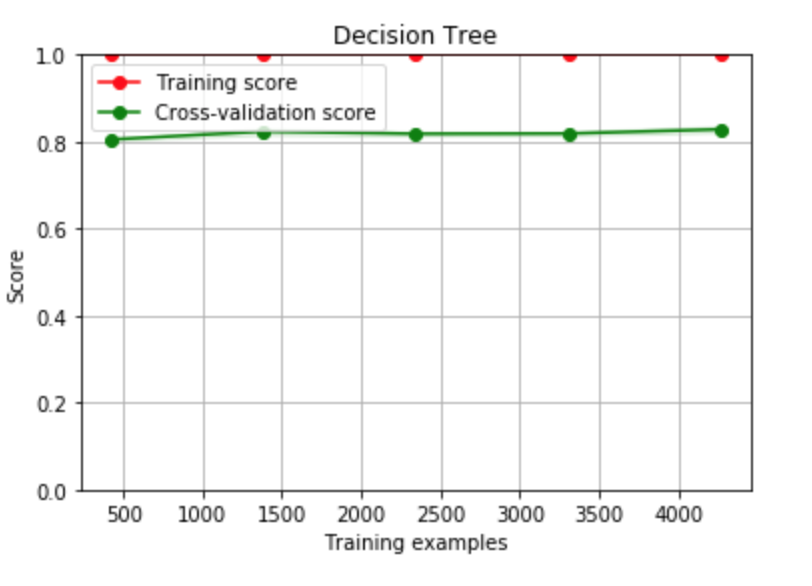 Decision Tree
1.0
Training score
Cross-validation score
0.8
0.6
0.4
0.2
0.0
Score
500 1000 1500 2000 2500 3000 3500 4000
Training examples